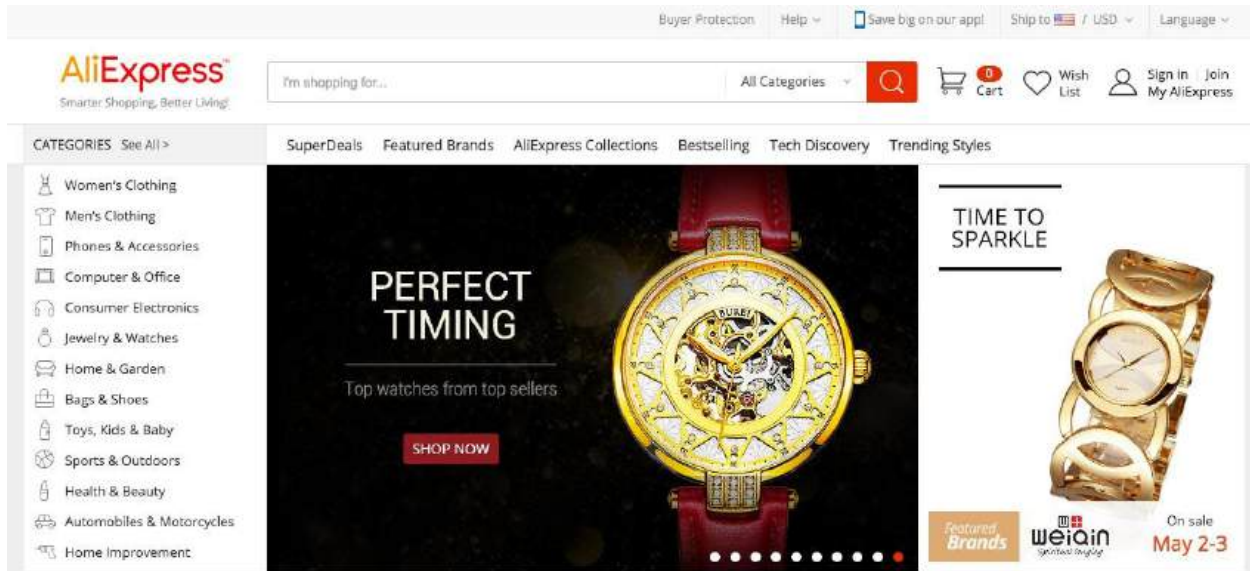 Buyer Protection Help Save big on our app! Ship to / USD Language
AliExpress™
Smarter Shopping, Better Living!
I'm shopping for...
All Categories
0
Cart
Wish
List
Sign in Join
My AliExpress
CATEGORIES See All >
SuperDeals Featured Brands AliExpress Collections Bestselling Tech Discovery Trending Styles
Women's Clothing
Men's Clothing
Phones & Accessories
Computer & Office
Consumer Electronics
Jewelry & Watches
Home & Garden
Bags & Shoes
Toys, Kids & Baby
Sports & Outdoors
Health & Beauty
Automobiles & Motorcycles
Home Improvement
PERFECT
TIMING
Top watches from top sellers
SHOP NOW
BUREI
TIME TO
SPARKLE
Featured
Brands
WeiQin
On sale
May 2-3